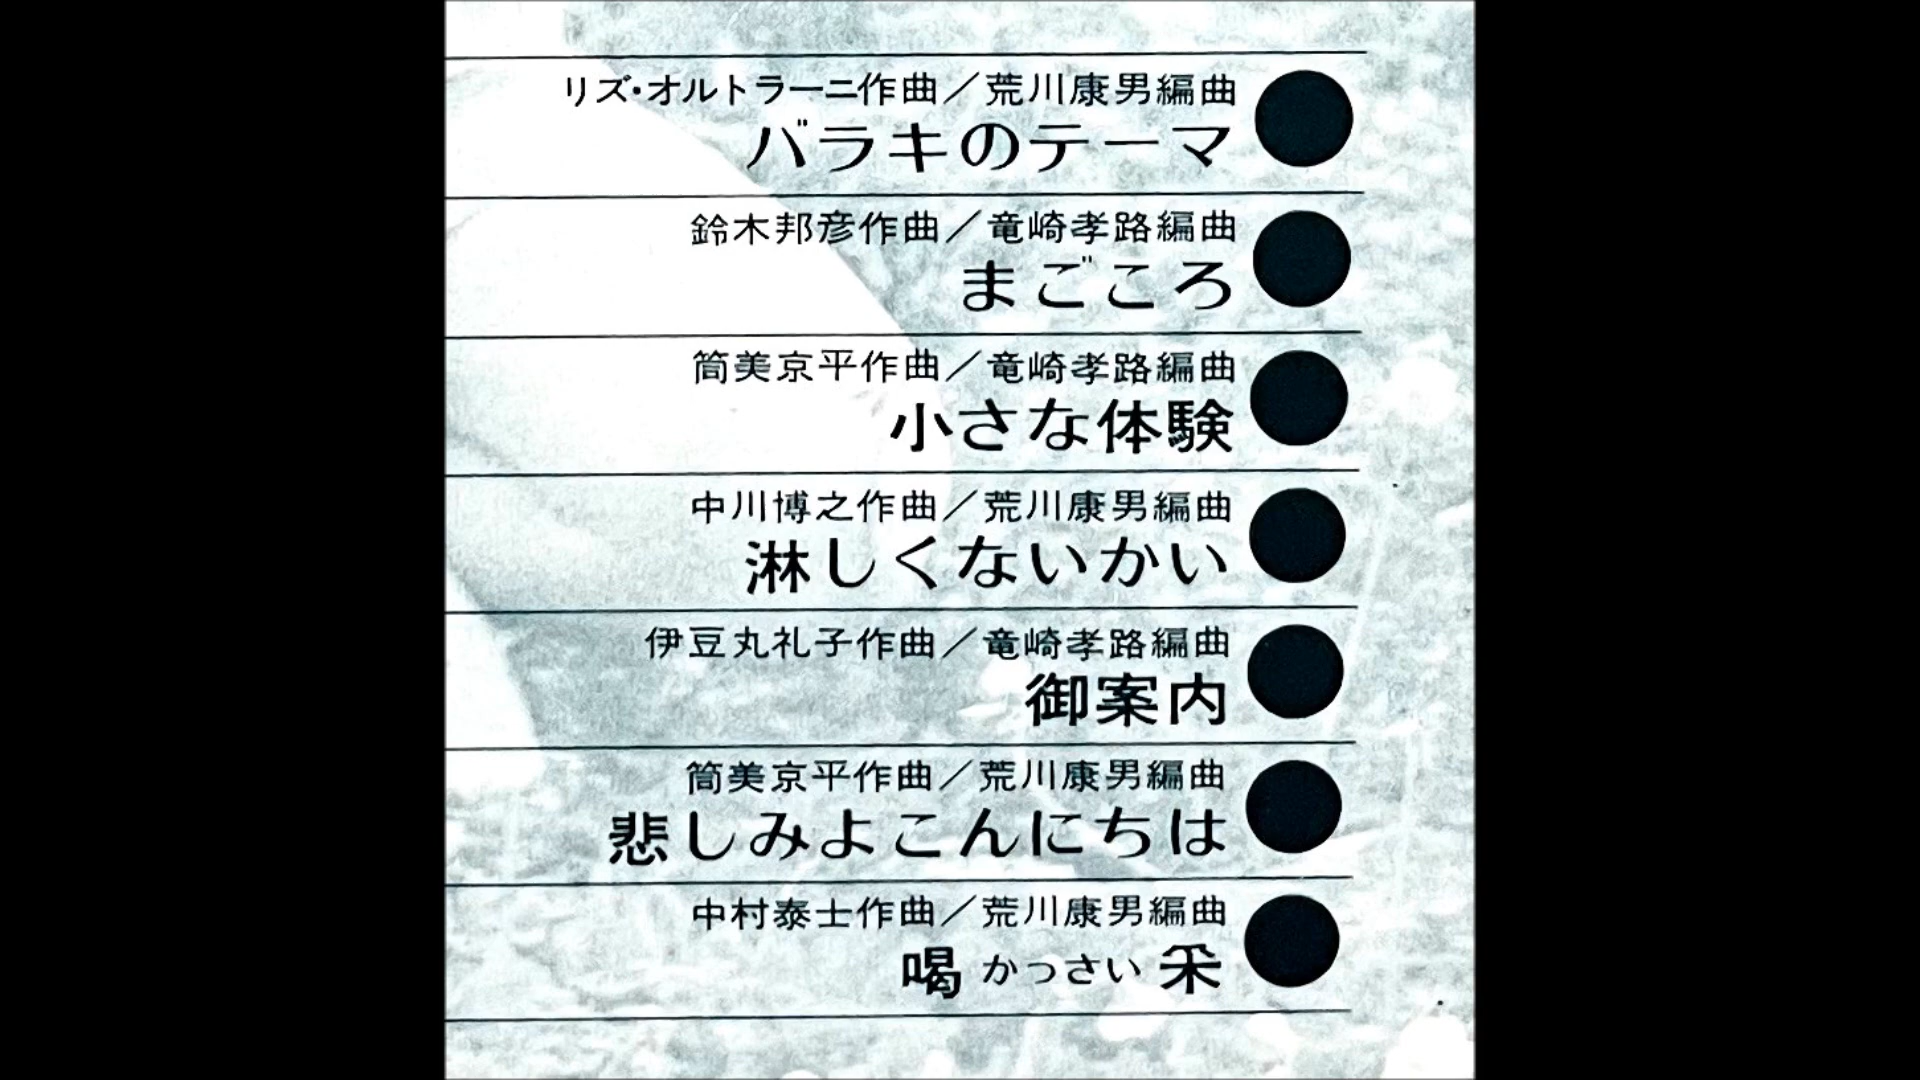 リズ・オルトラーニ作曲／荒川康男編曲
バラキのテーマ
鈴木邦彦作曲／竜崎孝路編曲
まごころ
筒美京平作曲／竜崎孝路編曲
小さな体験
中川博之作曲／荒川康男編曲
淋しくないかい
伊豆丸礼子作曲／竜崎孝路編曲
御案内
筒美京平作曲／荒川康男編曲
悲しみよこんにちは
中村泰士作曲／荒川康男編曲
喝かっさい采